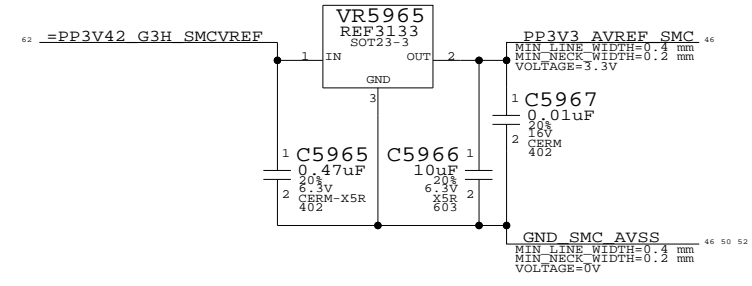 VR5965
REF3133
SOT23-3
62 =PP3V42_G3H_SMCVREF
PP3V3_AVREF_SMC 46
MIN_LINE_WIDTH=0.4 mm
MIN_NECK_WIDTH=0.2 mm
VOLTAGE=3.3V
1 IN OUT 2
GND
3
1 C5967
0.01uF
20%
16V
2 CERM
402
1 C5965
0.47uF
20%
6.3V
2 CERM-X5R
402
C5966 1
10uF
20%
6.3V 2
X5R
603
GND_SMC_AVSS 46 50 52
MIN_LINE_WIDTH=0.4 mm
MIN_NECK_WIDTH=0.2 mm
VOLTAGE=0V